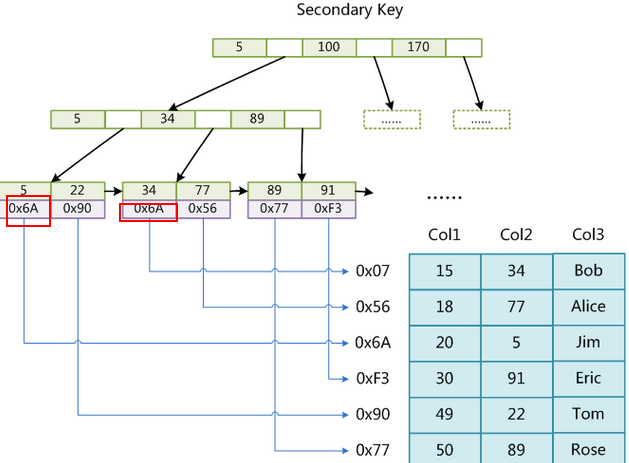 Secondary Key
5 100 170
5 34 89
...... ......
5 22 34 77 89 91
0x6A 0x90 0x6A 0x56 0x77 0xF3
......
Col1 Col2 Col3
0x07 15 34 Bob
0x56 18 77 Alice
0x6A 20 5 Jim
0xF3 30 91 Eric
0x90 49 22 Tom
0x77 50 89 Rose